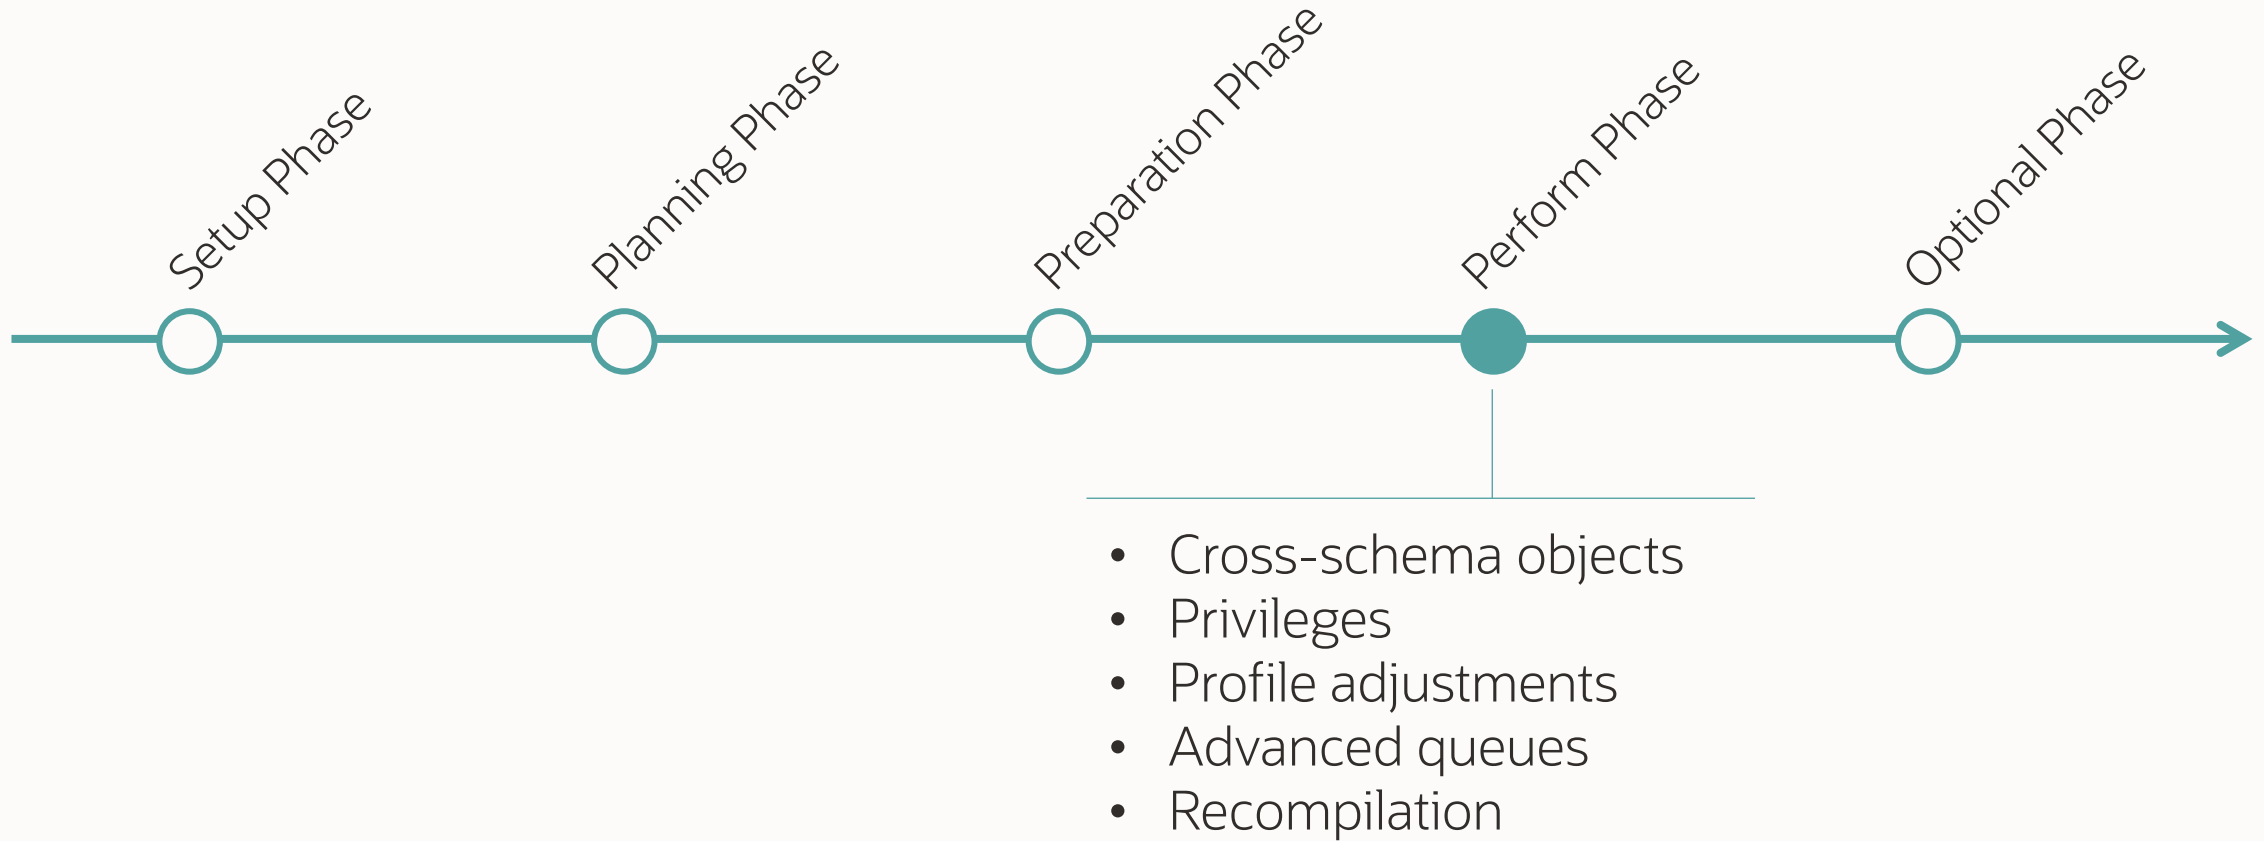 Setup Phase
Planning Phase
Preparation Phase
Perform Phase
Optional Phase
• Cross-schema objects
• Privileges
• Profile adjustments
• Advanced queues
• Recompilation